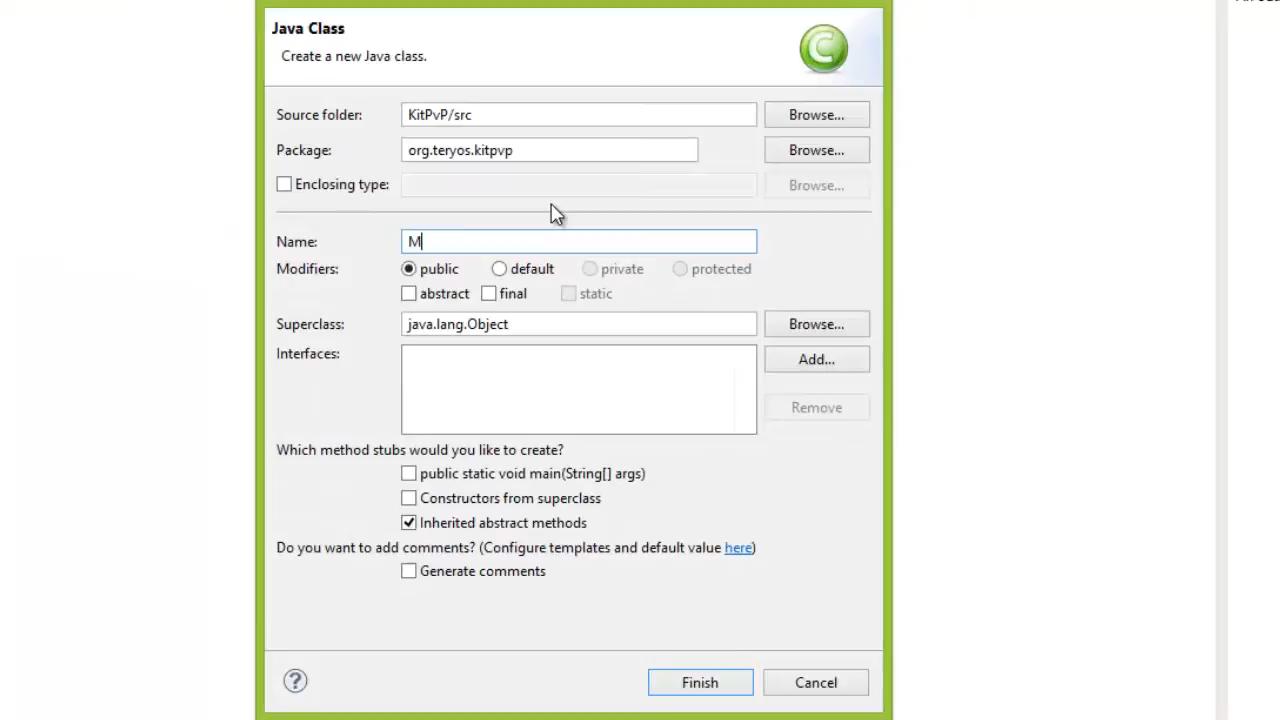 Java Class
Create a new Java class.
Source folder: KitPvP/src Browse...
Package: org.teryos.kitpvp Browse...
Enclosing type: Browse...
Name: M
Modifiers: public default private protected
abstract final static
Superclass: java.lang.Object Browse...
Interfaces: Add...
Remove
Which method stubs would you like to create?
public static void main(String[] args)
Constructors from superclass
Inherited abstract methods
Do you want to add comments? (Configure templates and default value here)
Generate comments
? Finish Cancel